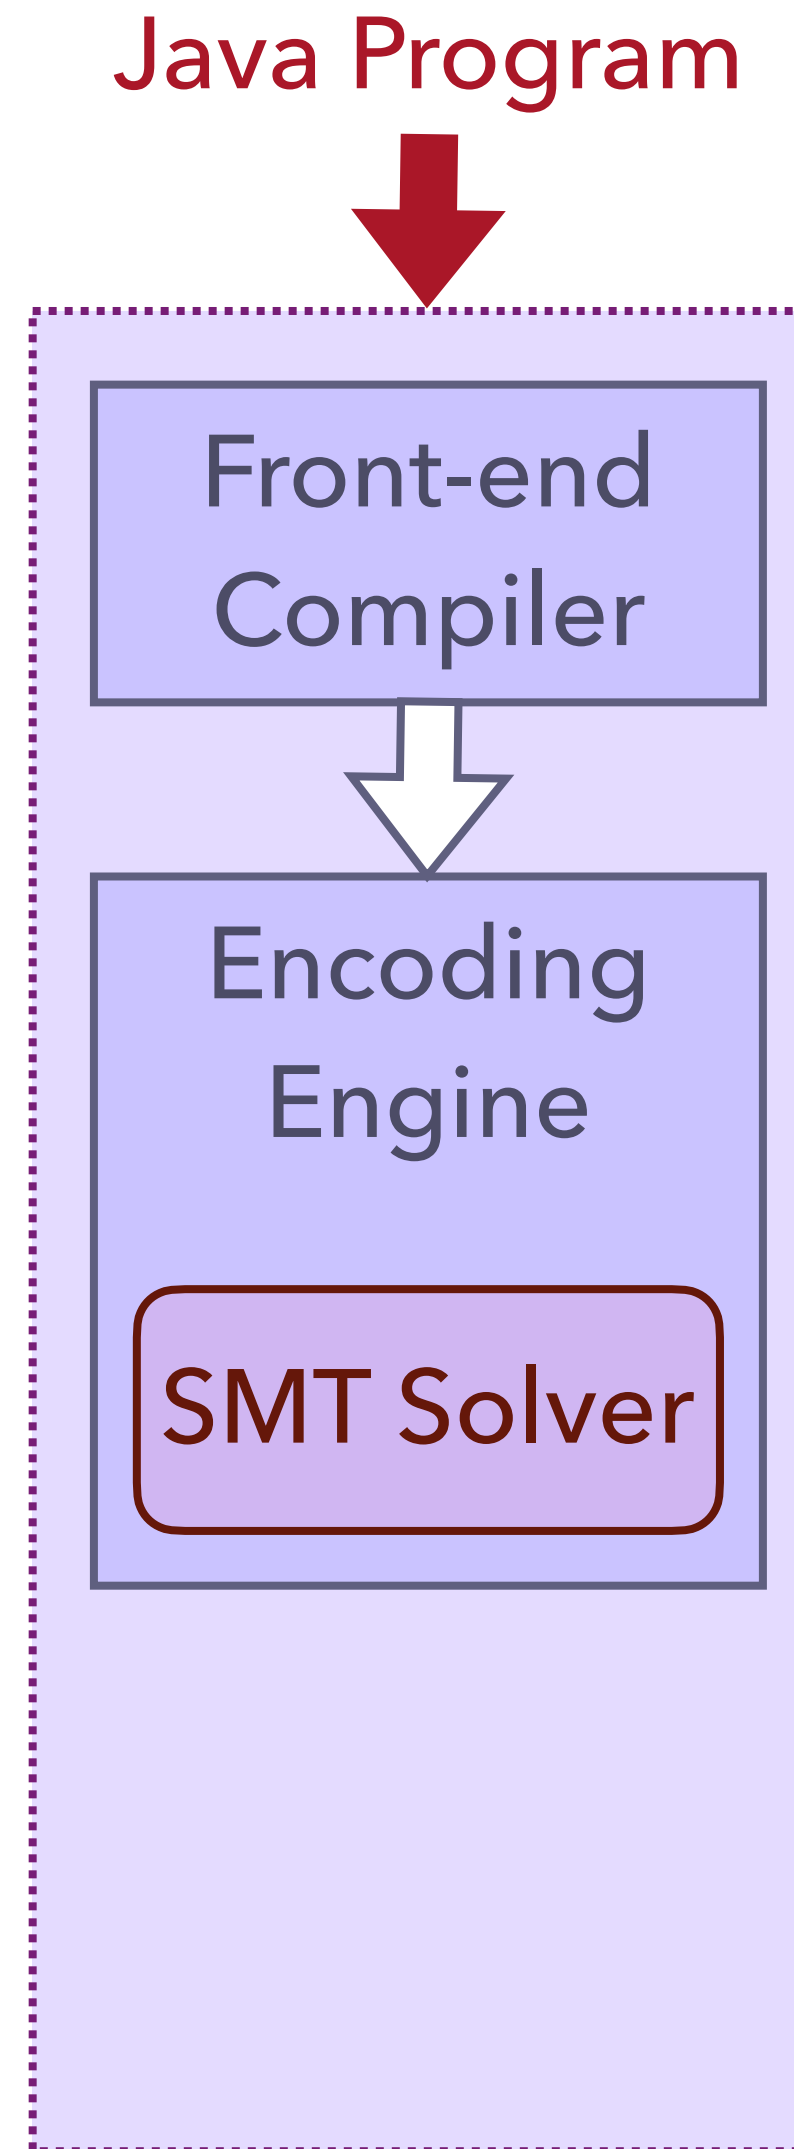 Java Program
Front-end
Compiler
Encoding
Engine
SMT Solver